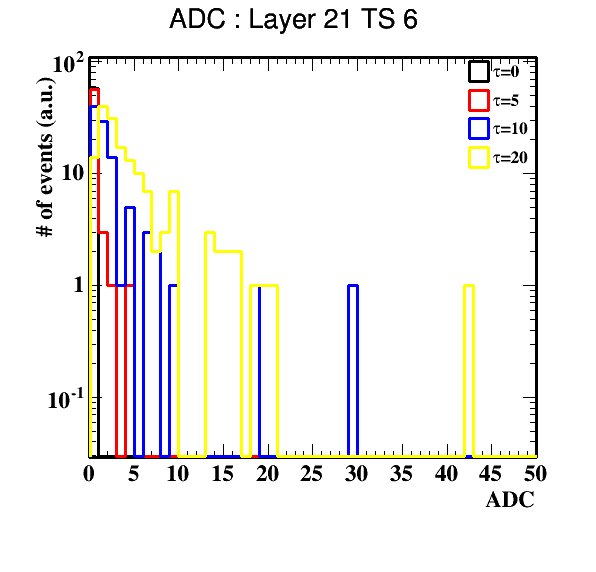 ADC : Layer 21 TS 6
# of events (a.u.)
10²
10
1
10⁻¹
τ=0
τ=5
τ=10
τ=20
0 5 10 15 20 25 30 35 40 45 50
ADC